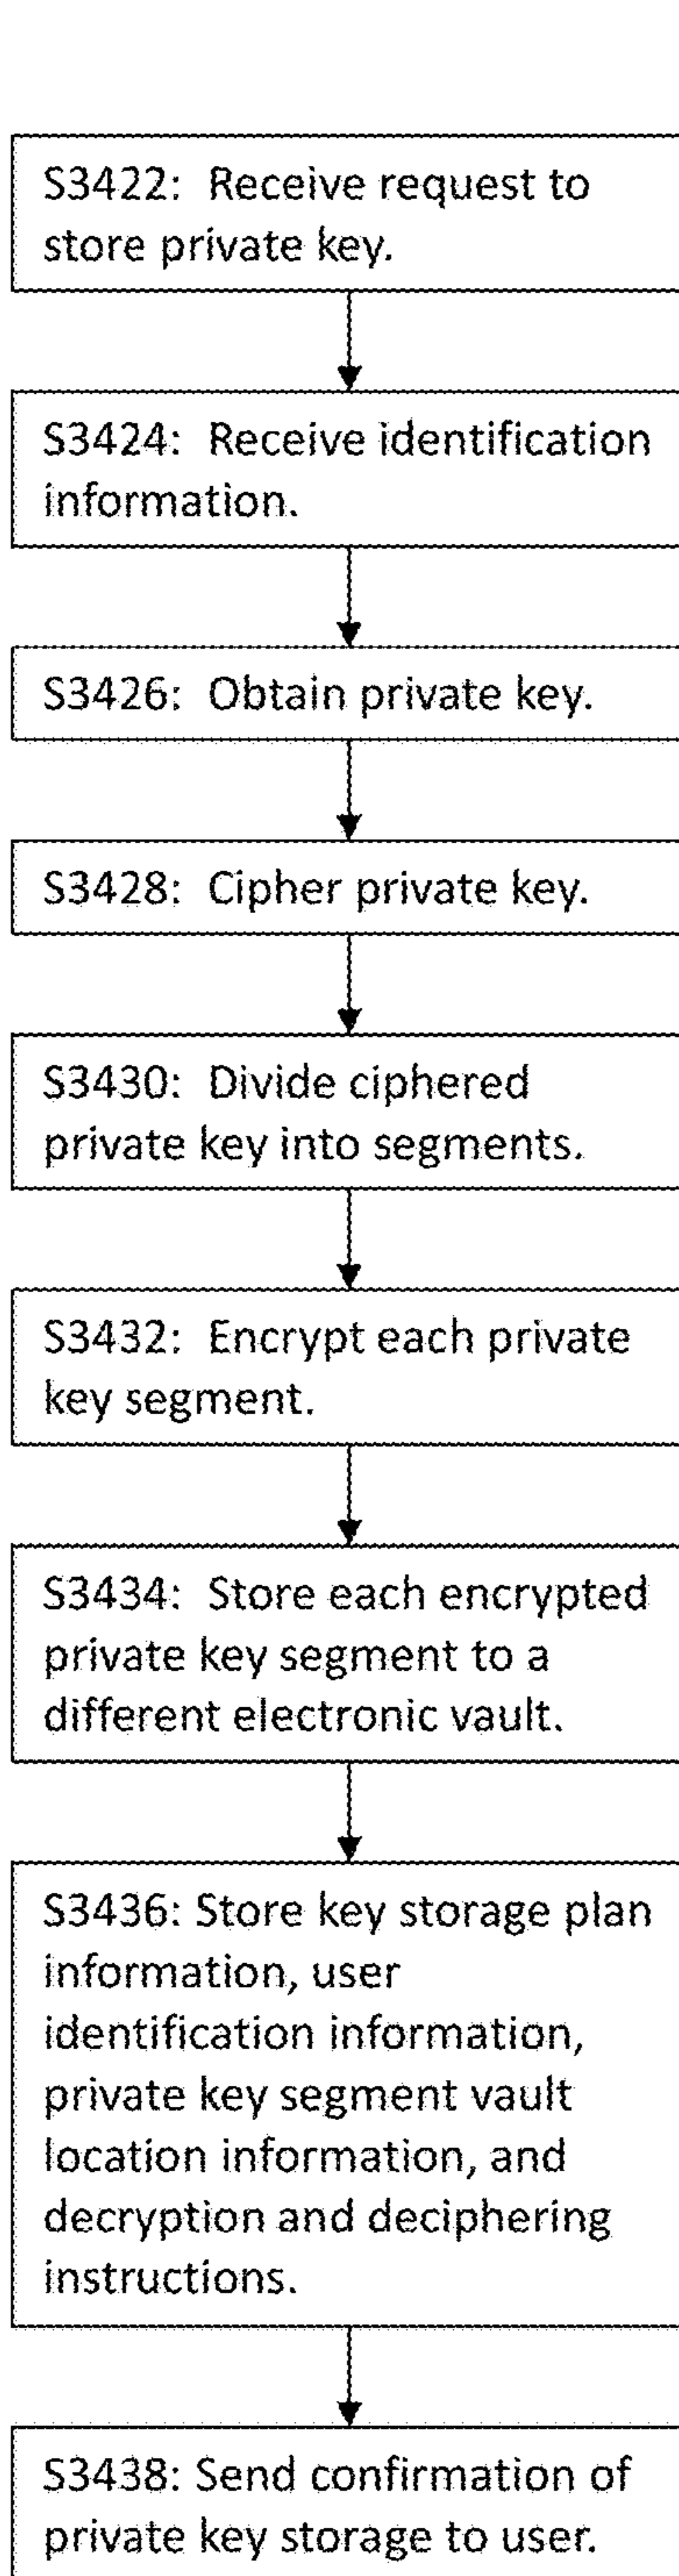 S3422: Receive request to
store private key.
S3424: Receive identification
information.
S3426: Obtain private key.
S3428: Cipher private key.
S3430: Divide ciphered
private key into segments.
S3432: Encrypt each private
key segment.
S3434: Store each encrypted
private key segment to a
different electronic vault.
S3436: Store key storage plan
information, user
identification information,
private key segment vault
location information, and
decryption and deciphering
instructions.
S3438: Send confirmation of
private key storage to user.